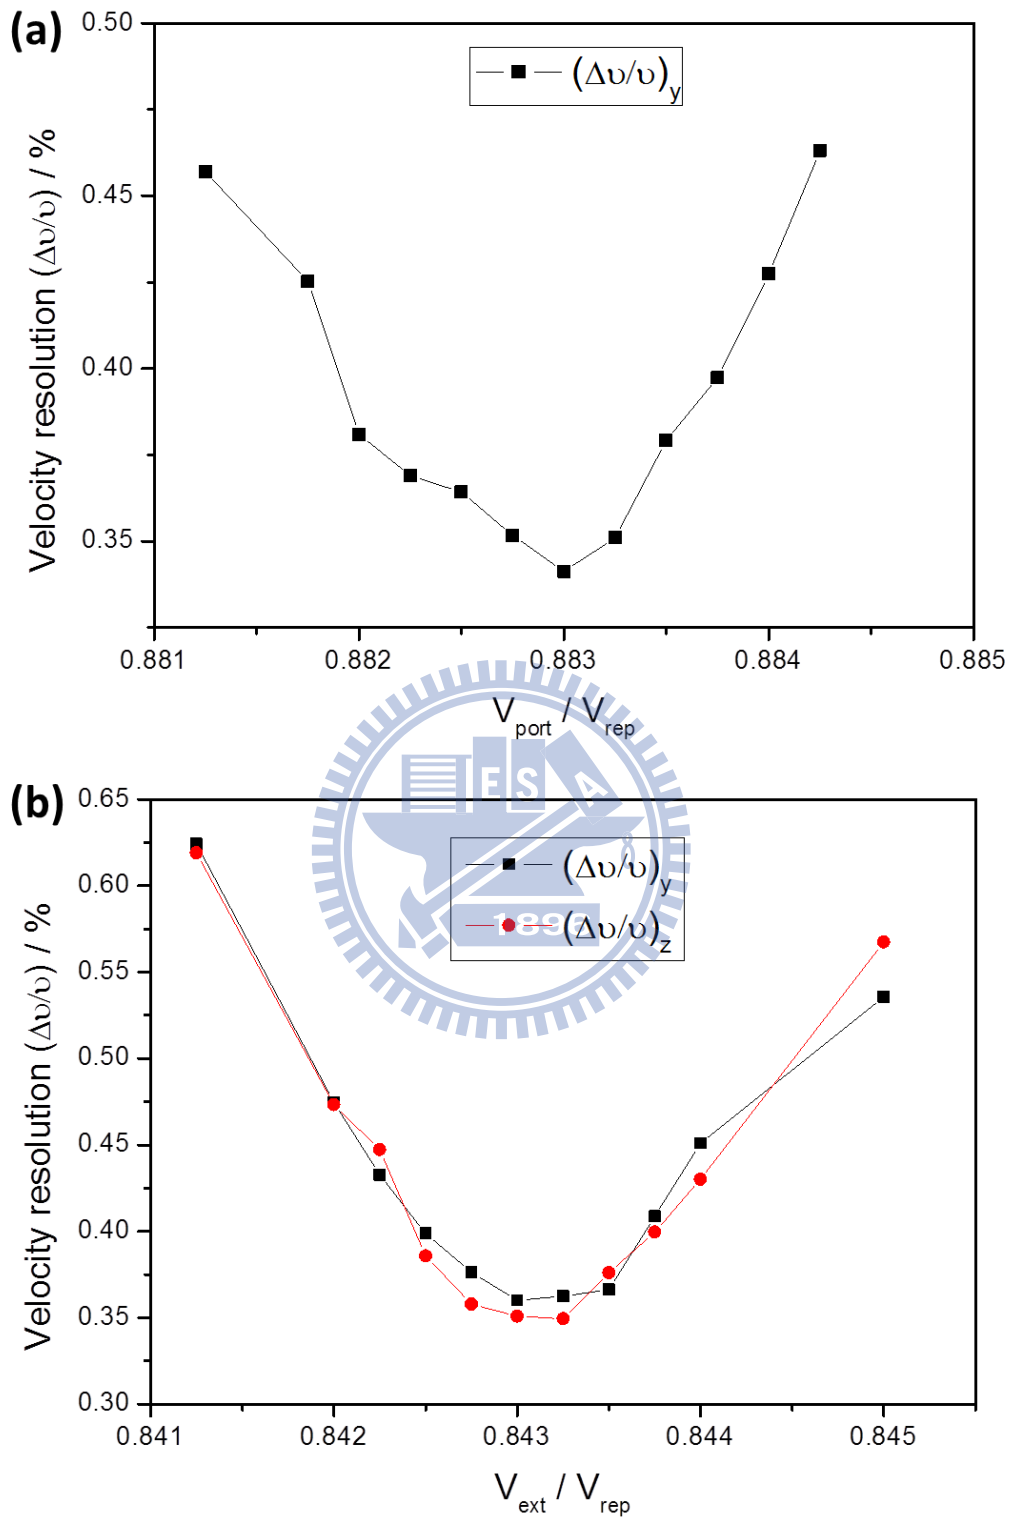 (a)
0.50
0.45
0.40
0.35
Velocity resolution (Δυ/υ) / %
(Δυ/υ)y
0.881 0.882 0.883 0.884 0.885
Vport / Vrep
E S A
1896
(b)
0.65
0.60
0.55
0.50
0.45
0.40
0.35
0.30
Velocity resolution (Δυ/υ) / %
(Δυ/υ)y
(Δυ/υ)z
0.841 0.842 0.843 0.844 0.845
Vext / Vrep